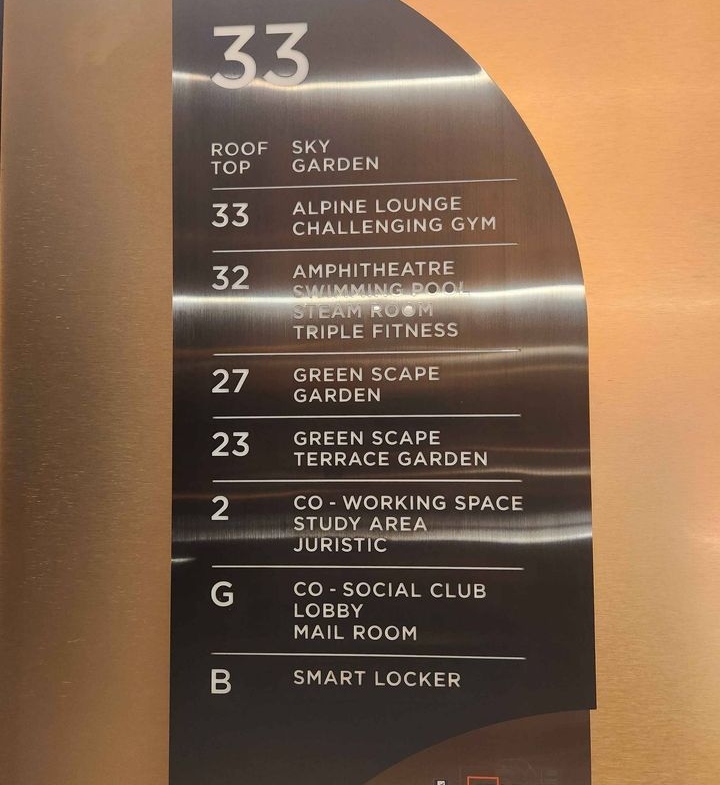 33
ROOF TOP SKY GARDEN
33 ALPINE LOUNGE
CHALLENGING GYM
32 AMPHITHEATRE
SWIMMING POOL
STEAM ROOM
TRIPLE FITNESS
27 GREEN SCAPE
GARDEN
23 GREEN SCAPE
TERRACE GARDEN
2 CO - WORKING SPACE
STUDY AREA
JURISTIC
G CO - SOCIAL CLUB
LOBBY
MAIL ROOM
B SMART LOCKER